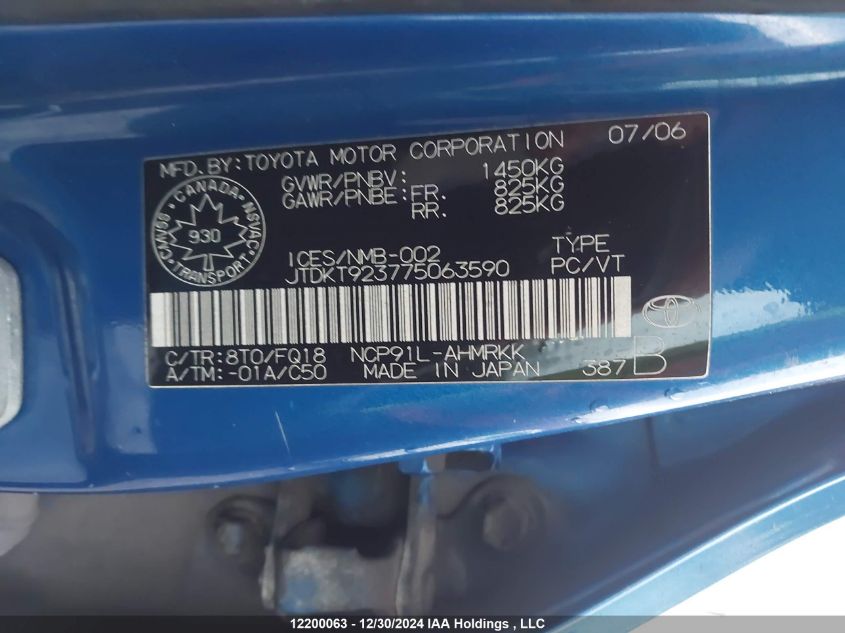 MFD.BY:TOYOTA MOTOR CORPORATION 07/06
GVWR/PNBV: 1450KG
GAWR/PNBE:FR. 825KG
RR. 825KG
CANADA
CMVSS NSVAC
930
TRANSPORT
ICES/NMB-002 TYPE
JTDKT923775063590 PC/VT
C/TR:8T0/FQ18 NCP91L-AHMRKK
A/TM:-01A/C50 MADE IN JAPAN 387 B
12200063 - 12/30/2024 IAA Holdings , LLC